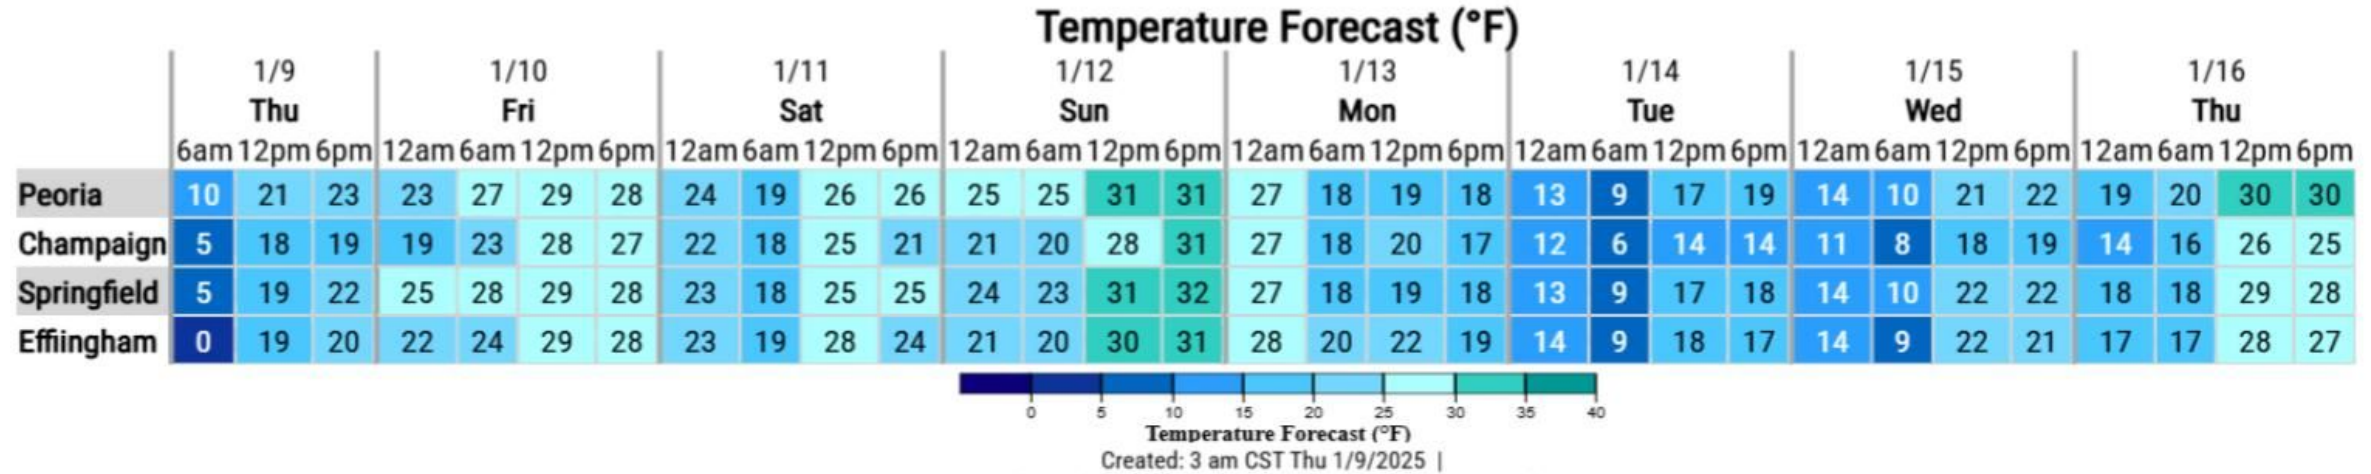 Temperature Forecast (°F)
1/9 1/10 1/11 1/12 1/13 1/14 1/15 1/16
Thu Fri Sat Sun Mon Tue Wed Thu
6am 12pm 6pm 12am 6am 12pm 6pm 12am 6am 12pm 6pm 12am 6am 12pm 6pm 12am 6am 12pm 6pm 12am 6am 12pm 6pm 12am 6am 12pm 6pm 12am 6am 12pm 6pm
Peoria 10 21 23 23 27 29 28 24 19 26 26 25 25 31 31 27 18 19 18 13 9 17 19 14 10 21 22 19 20 30 30
Champaign 5 18 19 19 23 28 27 22 18 25 21 21 20 28 31 27 18 20 17 12 6 14 14 11 8 18 19 14 16 26 25
Springfield 5 19 22 25 28 29 28 23 18 25 25 24 23 31 32 27 18 19 18 13 9 17 18 14 10 22 22 18 18 29 28
Effiingham 0 19 20 22 24 29 28 23 19 28 24 21 20 30 31 28 20 22 19 14 9 18 17 14 9 22 21 17 17 28 27
0 5 10 15 20 25 30 35 40
Temperature Forecast (°F)
Created: 3 am CST Thu 1/9/2025 |